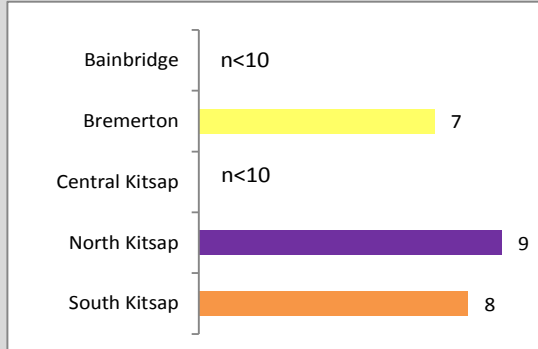 Bainbridge n<10
Bremerton 7
Central Kitsap n<10
North Kitsap 9
South Kitsap 8